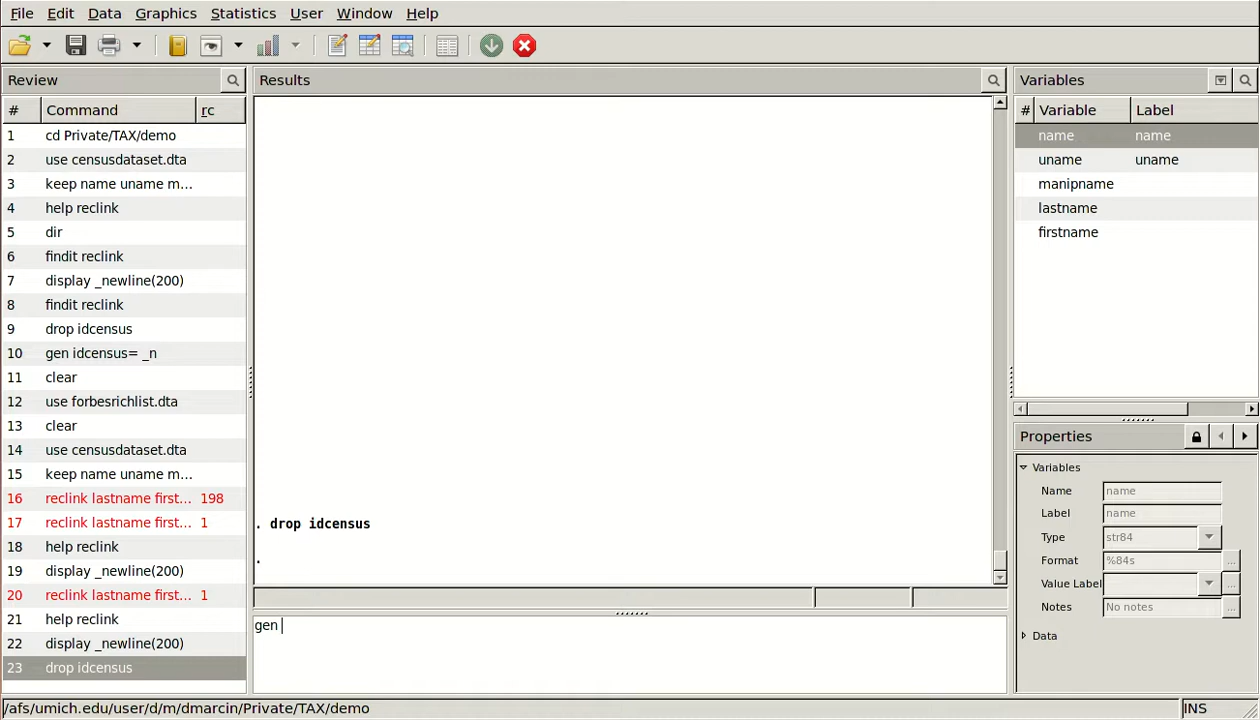 File Edit Data Graphics Statistics User Window Help
Review
# Command rc
1 cd Private/TAX/demo
2 use censusdataset.dta
3 keep name uname m...
4 help reclink
5 dir
6 findit reclink
7 display _newline(200)
8 findit reclink
9 drop idcensus
10 gen idcensus= _n
11 clear
12 use forbesrichlist.dta
13 clear
14 use censusdataset.dta
15 keep name uname m...
16 reclink lastname first... 198
17 reclink lastname first... 1
18 help reclink
19 display _newline(200)
20 reclink lastname first... 1
21 help reclink
22 display _newline(200)
23 drop idcensus
Results
. drop idcensus
.
gen
Variables
# Variable Label
name name
uname uname
manipname
lastname
firstname
Properties
Variables
Name name
Label name
Type str84
Format %84s ...
Value Label ...
Notes No notes ...
Data
/afs/umich.edu/user/d/m/dmarcin/Private/TAX/demo
INS